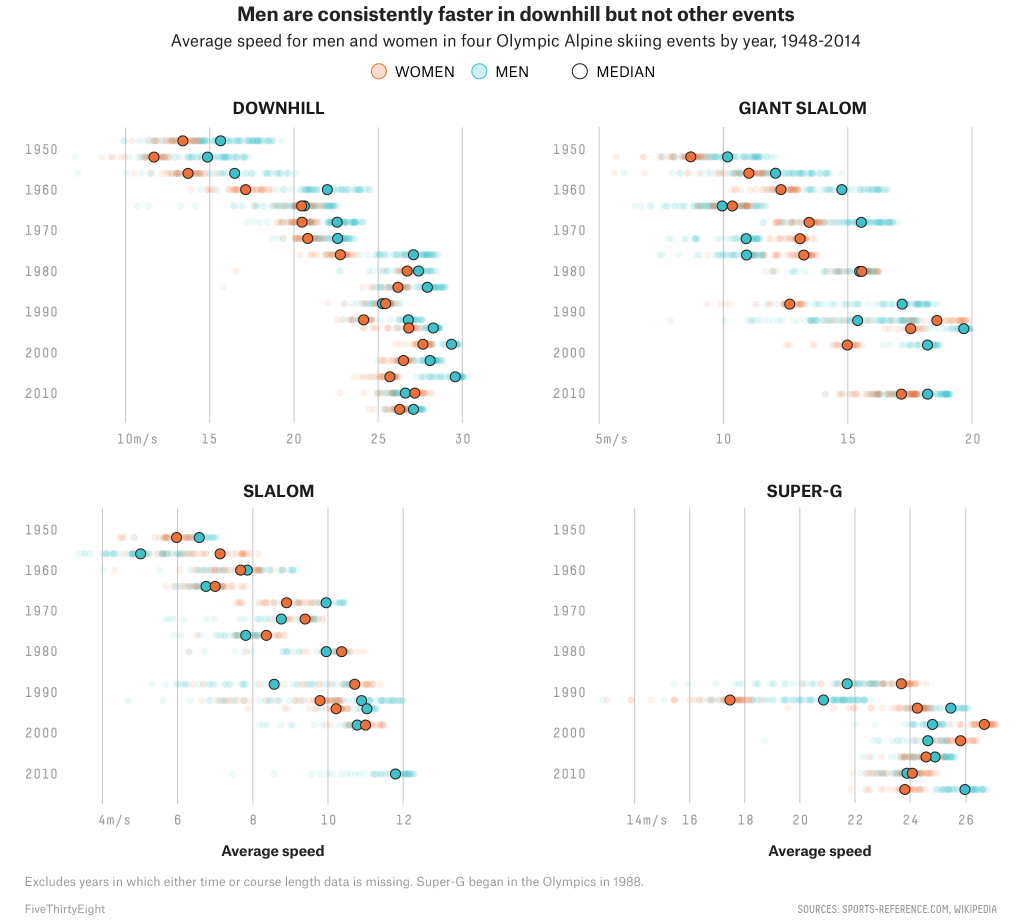 Men are consistently faster in downhill but not other events
Average speed for men and women in four Olympic Alpine skiing events by year, 1948-2014
WOMEN MEN MEDIAN
DOWNHILL
1950
1960
1970
1980
1990
2000
2010
10m/s 15 20 25 30
GIANT SLALOM
1950
1960
1970
1980
1990
2000
2010
5m/s 10 15 20
SLALOM
1950
1960
1970
1980
1990
2000
2010
4m/s 6 8 10 12
Average speed
SUPER-G
1950
1960
1970
1980
1990
2000
2010
14m/s 16 18 20 22 24 26
Average speed
Excludes years in which either time or course length data is missing. Super-G began in the Olympics in 1988.
FiveThirtyEight
SOURCES: SPORTS-REFERENCE.COM, WIKIPEDIA